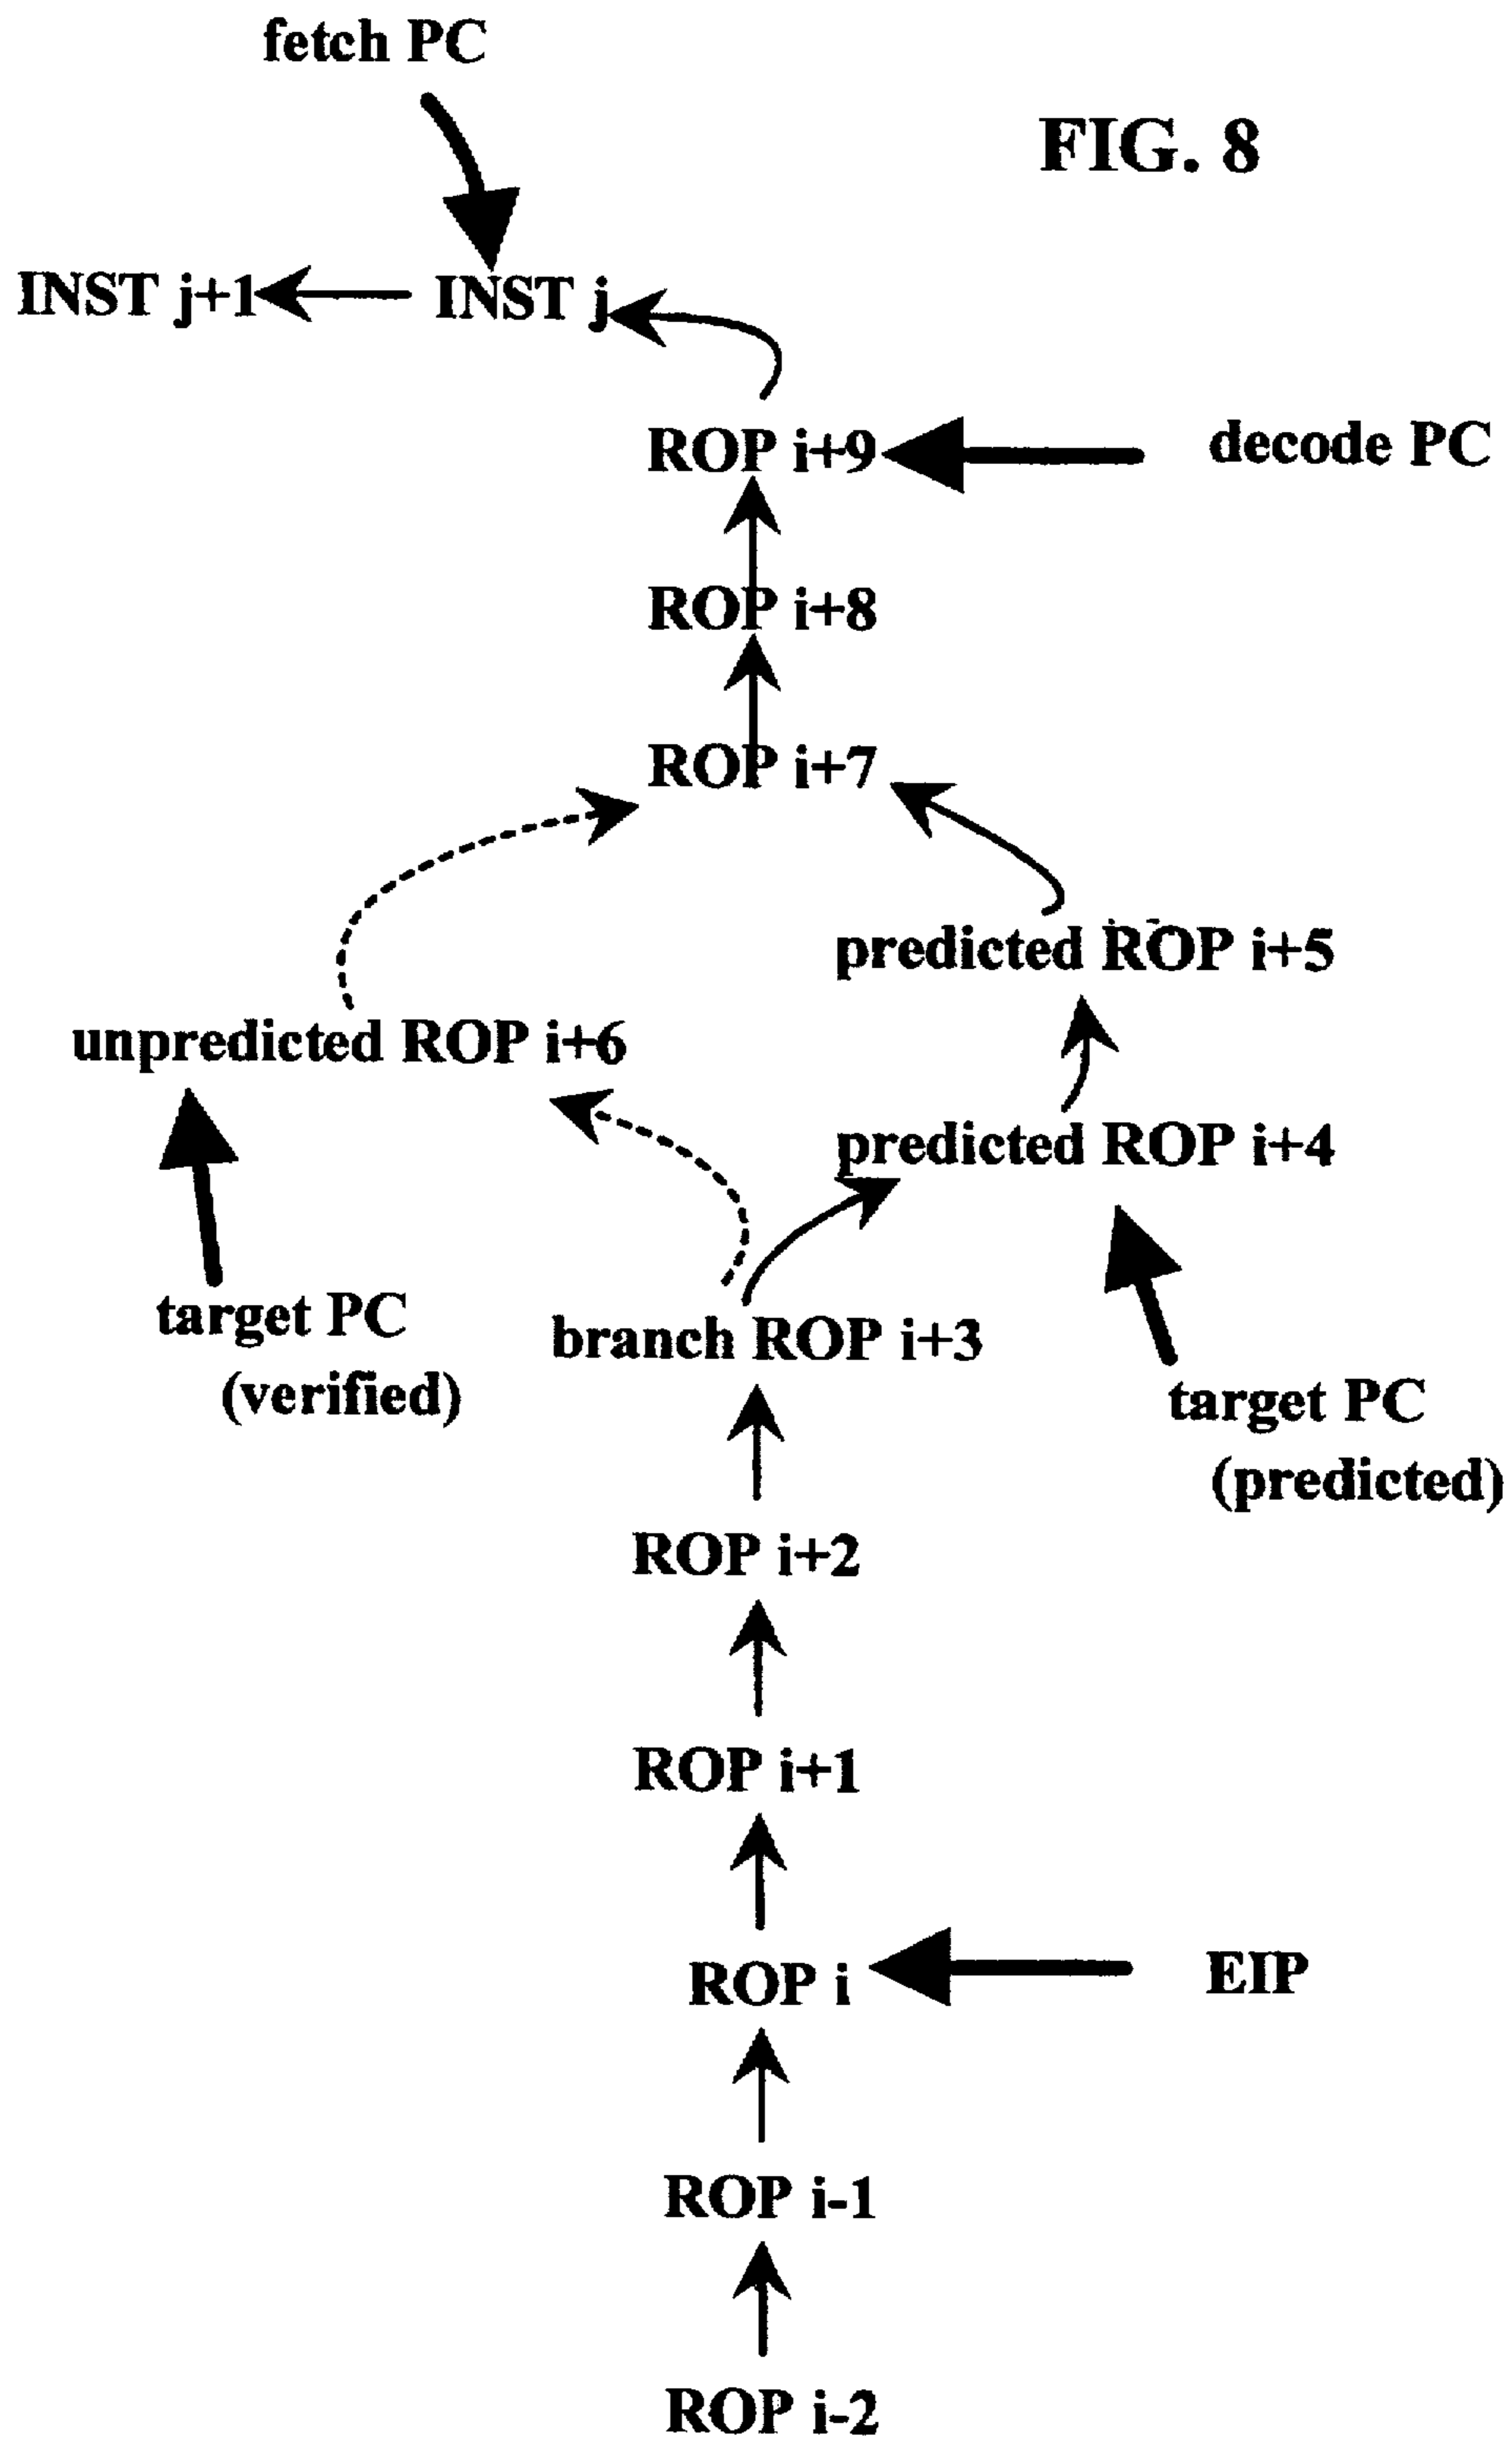 fetch PC
FIG. 8
INST j+1
INST j
ROP i+9
decode PC
ROP i+8
ROP i+7
predicted ROP i+5
unpredicted ROP i+6
predicted ROP i+4
target PC
(verified)
branch ROP i+3
target PC
(predicted)
ROP i+2
ROP i+1
ROP i
EIP
ROP i-1
ROP i-2